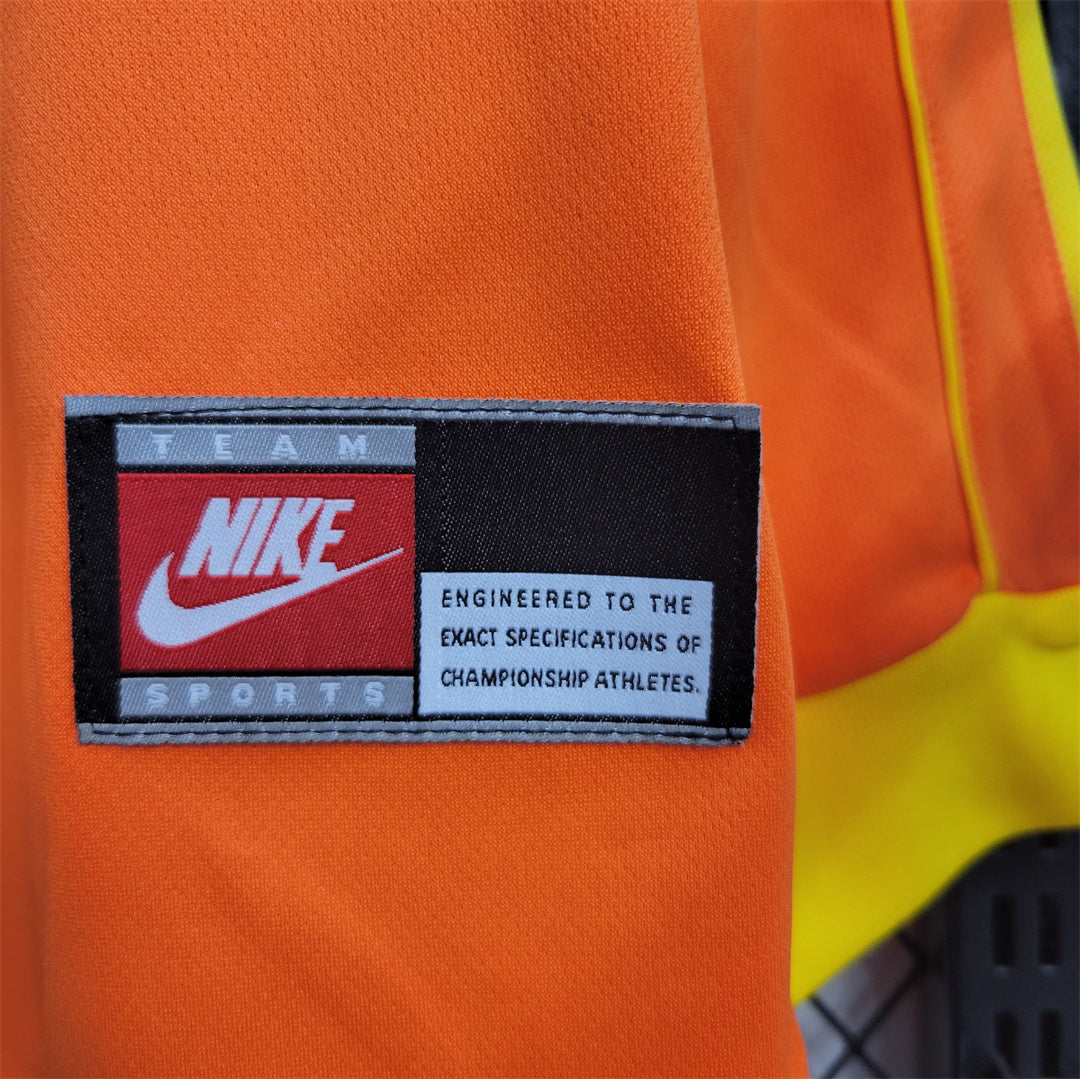 TEAM
NIKE
SPORTS
ENGINEERED TO THE
EXACT SPECIFICATIONS OF
CHAMPIONSHIP ATHLETES.